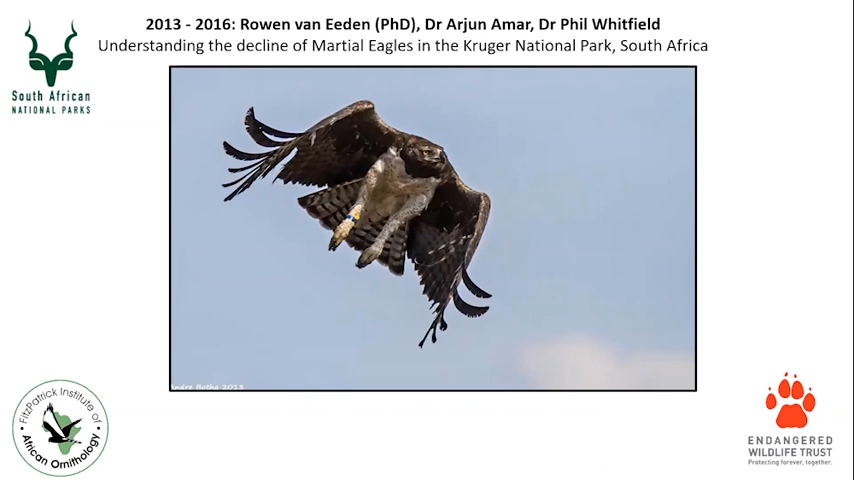 2013 - 2016: Rowen van Eeden (PhD), Dr Arjun Amar, Dr Phil Whitfield
Understanding the decline of Martial Eagles in the Kruger National Park, South Africa
South African
NATIONAL PARKS
Andre Botha 2013
FitzPatrick Institute of
African Ornithology
ENDANGERED
WILDLIFE TRUST
Protecting forever, together.